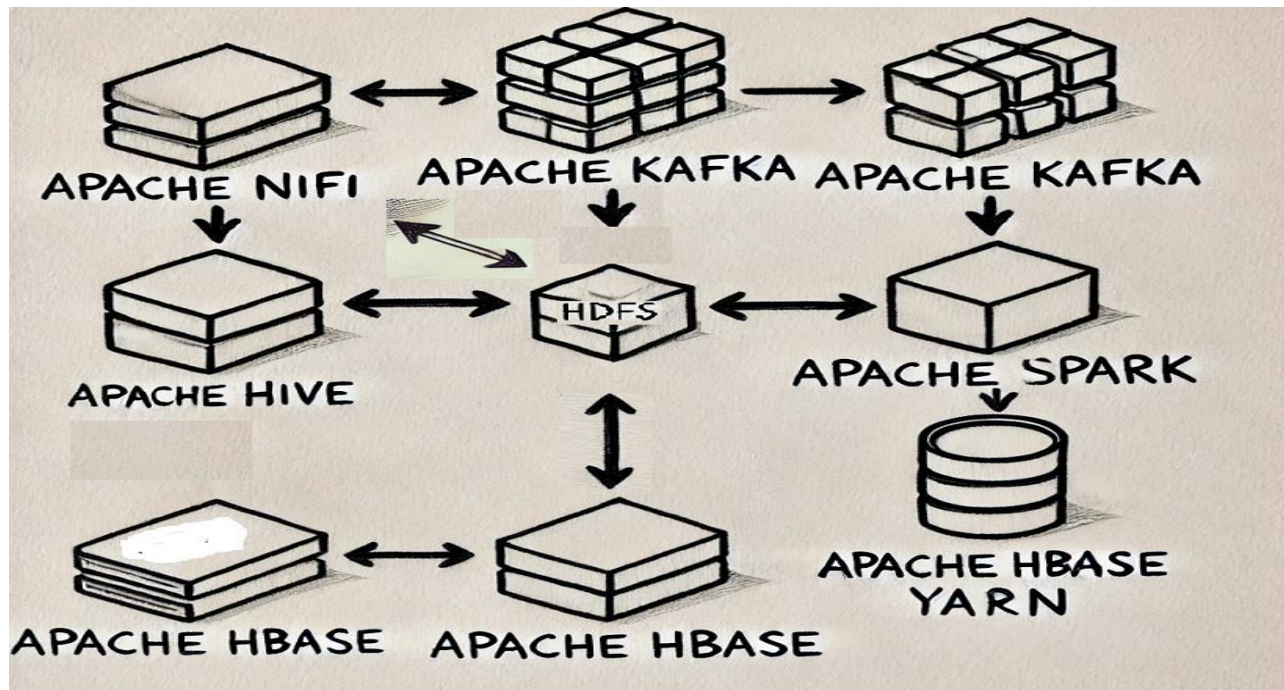 APACHE NIFI
APACHE KAFKA
APACHE KAFKA
HDFS
APACHE HIVE
APACHE SPARK
APACHE HBASE
YARN
APACHE HBASE
APACHE HBASE